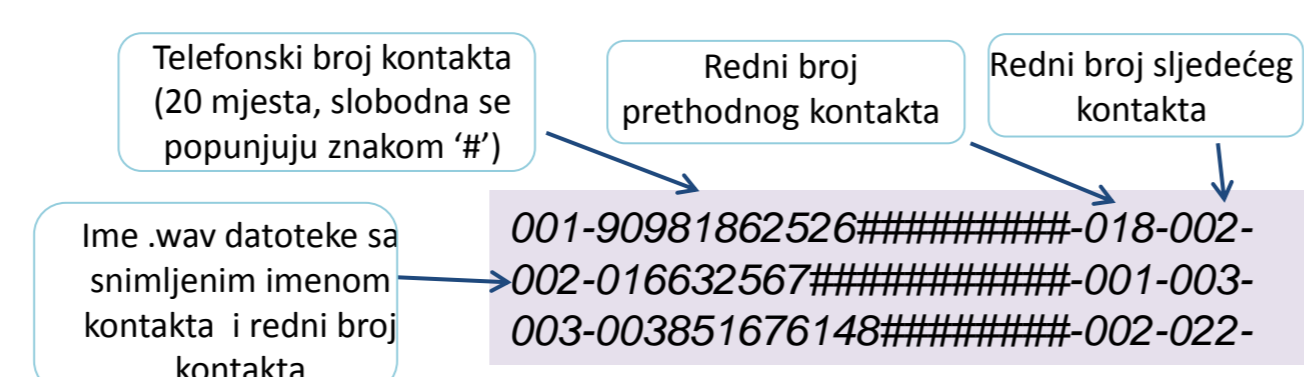 Telefonski broj kontakta
(20 mjesta, slobodna se
popunjuju znakom ‘#’)
Redni broj
prethodnog kontakta
Redni broj sljedećeg
kontakta
Ime .wav datoteke sa
snimljenim imenom
kontakta i redni broj
kontakta
001-90981862526#########-018-002-
002-016632567###########-001-003-
003-003851676148########-002-022-